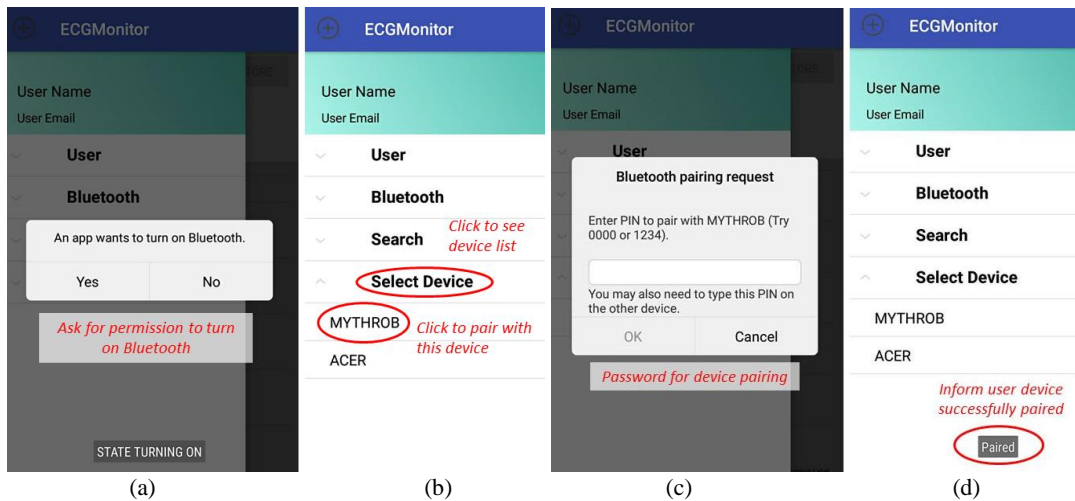 ECGMonitor
TORE
User Name
User Email
User
Bluetooth
An app wants to turn on Bluetooth.
Yes
No
Ask for permission to turn
on Bluetooth
STATE TURNING ON
(a)
ECGMonitor
User Name
User Email
User
Bluetooth
Search
Click to see
device list
Select Device
MYTHROB
Click to pair with
this device
ACER
(b)
ECGMonitor
User Name
User Email
User
Bluetooth pairing request
Enter PIN to pair with MYTHROB (Try
0000 or 1234).
You may also need to type this PIN on
the other device.
OK
Cancel
Password for device pairing
(c)
ECGMonitor
User Name
User Email
User
Bluetooth
Search
Select Device
MYTHROB
ACER
Inform user device
successfully paired
Paired
(d)